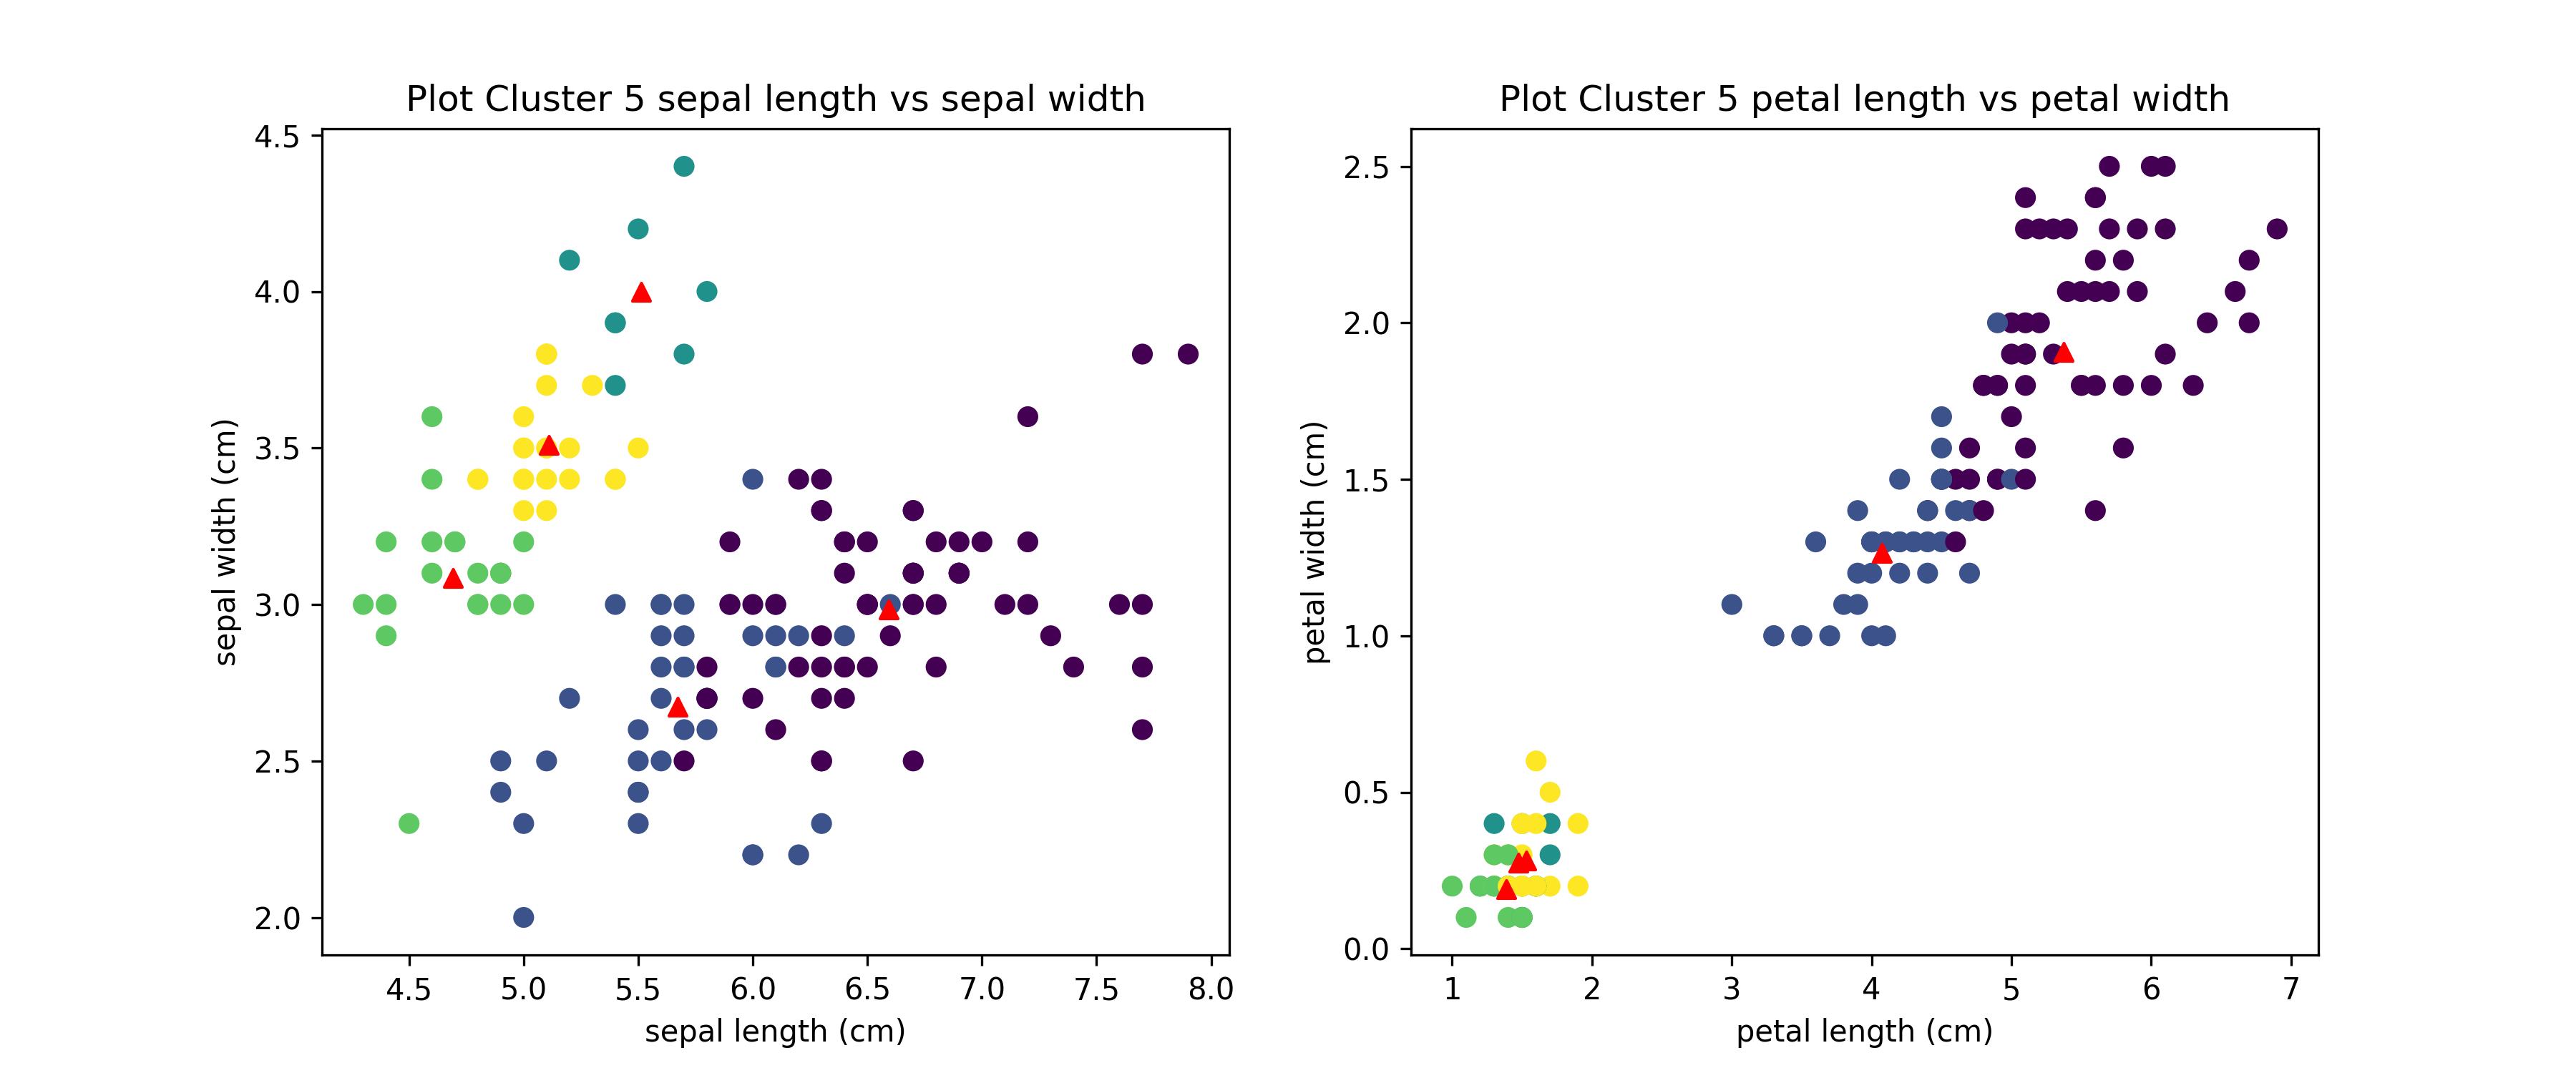 Plot Cluster 5 sepal length vs sepal width
4.5
4.0
3.5
3.0
2.5
2.0
sepal width (cm)
4.5 5.0 5.5 6.0 6.5 7.0 7.5 8.0
sepal length (cm)
Plot Cluster 5 petal length vs petal width
2.5
2.0
1.5
1.0
0.5
0.0
petal width (cm)
1 2 3 4 5 6 7
petal length (cm)